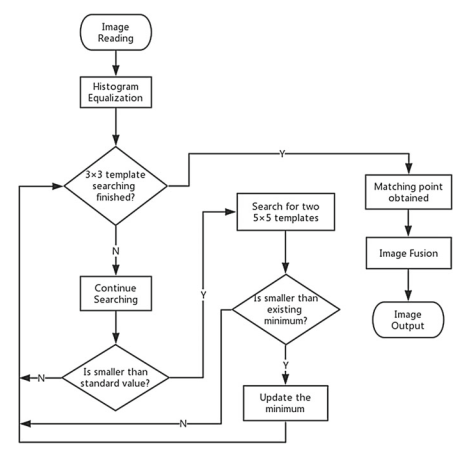 Image
Reading
Histogram
Equalization
3×3 template
searching
finished?
Y
Matching point
obtained
Search for two
5×5 templates
Image Fusion
N
Continue
Searching
Y
Is smaller than
existing
minimum?
Image
Output
Is smaller than
standard value?
N
Y
Update the
minimum
N